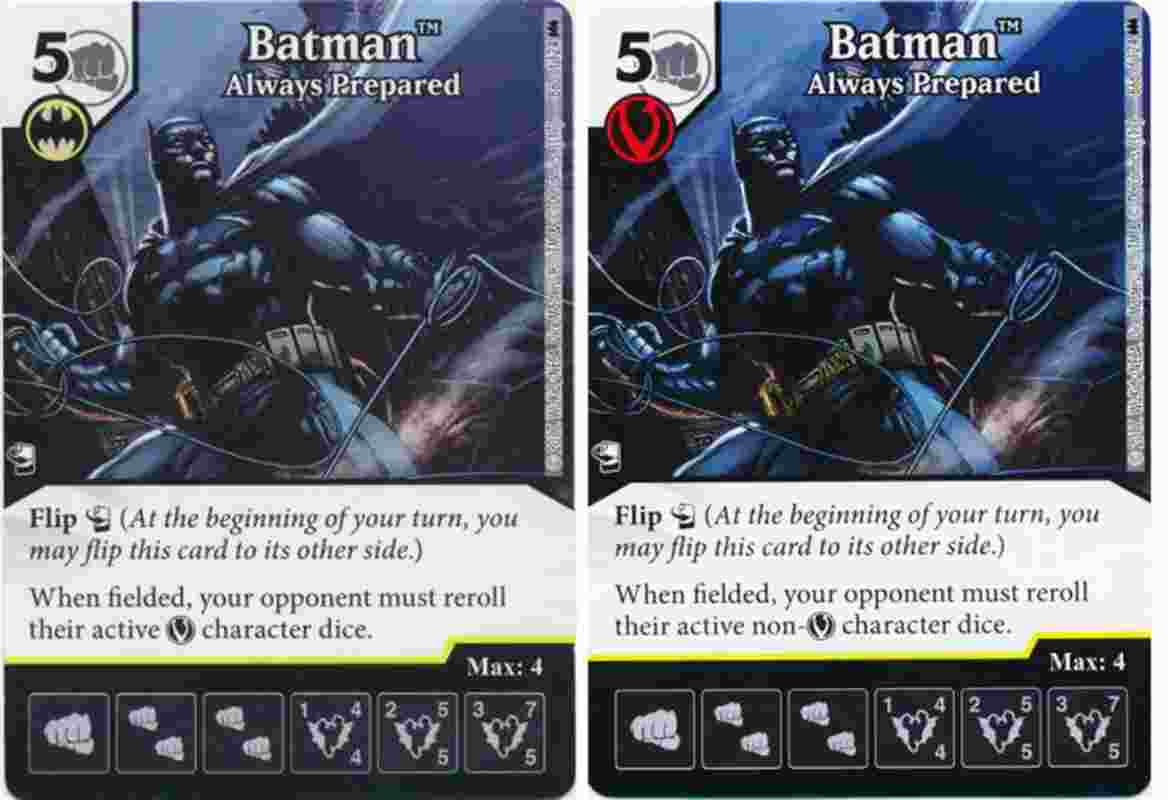 5
Batman™
Always Prepared
Flip (At the beginning of your turn, you
may flip this card to its other side.)
When fielded, your opponent must reroll
their active character dice.
Max: 4
1 4
4
2 5
5
3 7
5
5
Batman™
Always Prepared
Flip (At the beginning of your turn, you
may flip this card to its other side.)
When fielded, your opponent must reroll
their active non- character dice.
Max: 4
1 4
4
2 5
5
3 7
5